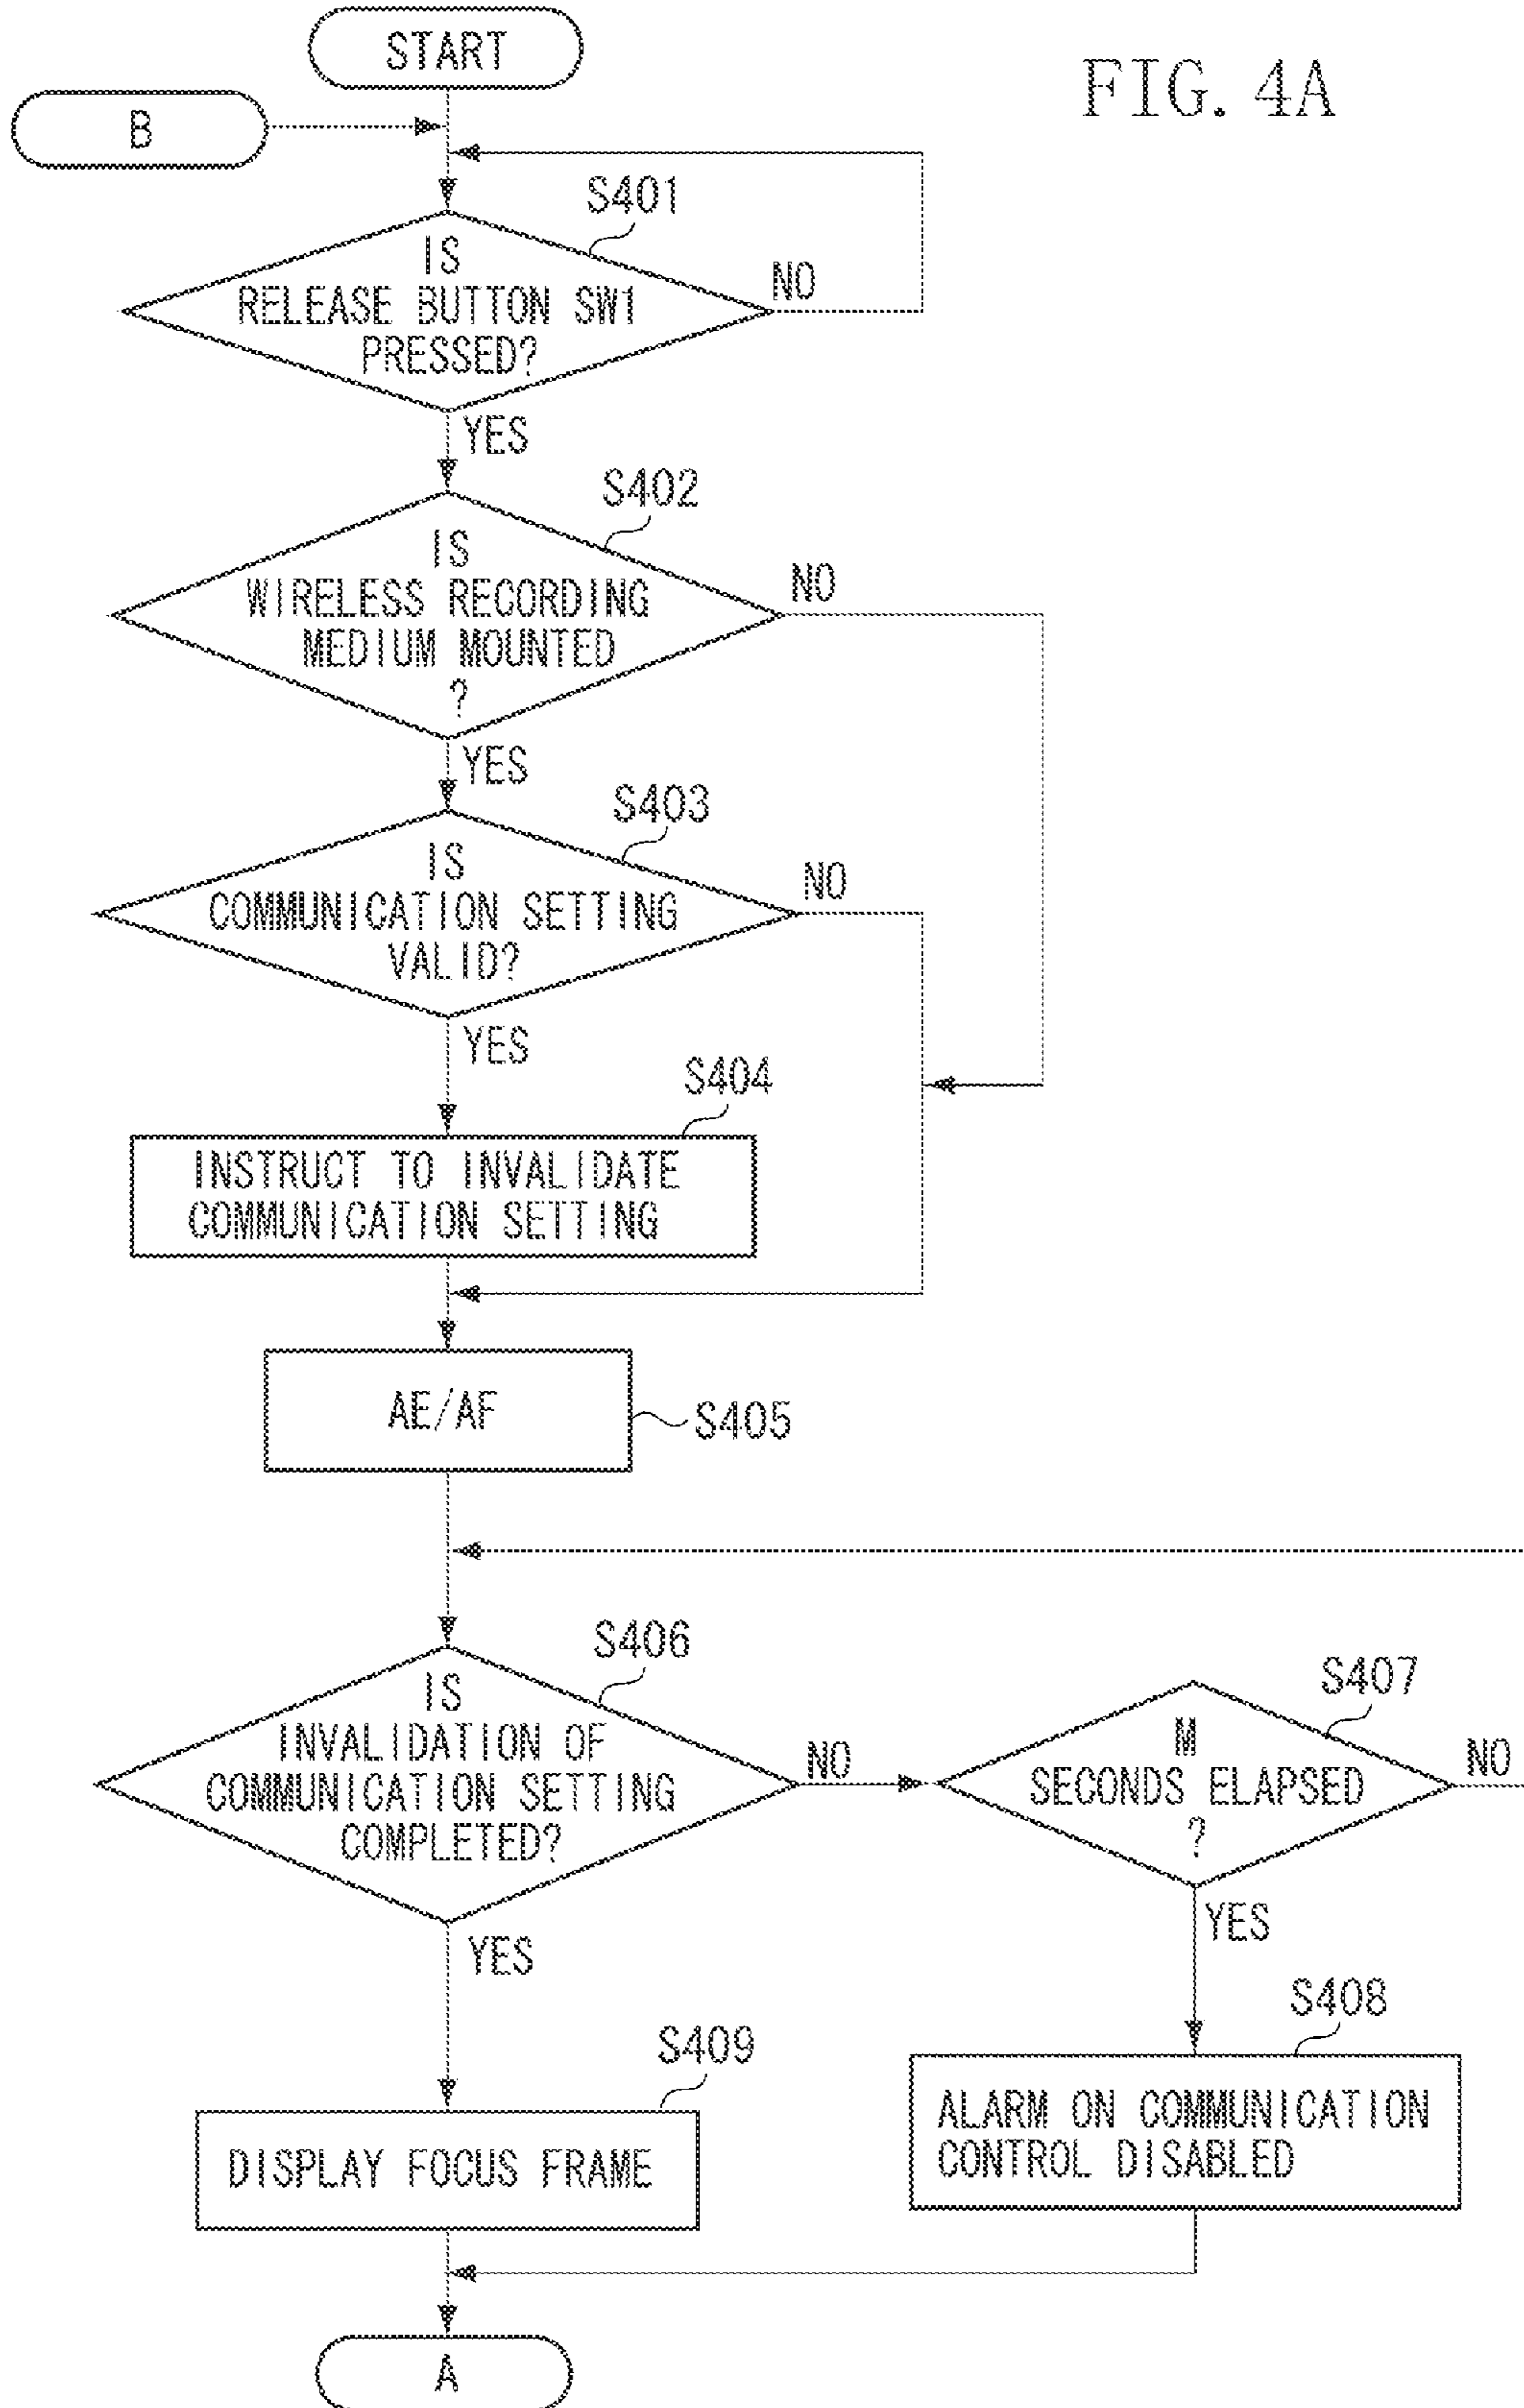 START
FIG. 4A
B
S401
IS
RELEASE BUTTON SW1
PRESSED?
NO
YES
S402
IS
WIRELESS RECORDING
MEDIUM MOUNTED
?
NO
YES
S403
IS
COMMUNICATION SETTING
VALID?
NO
YES
S404
INSTRUCT TO INVALIDATE
COMMUNICATION SETTING
AE/AF
S405
S406
IS
INVALIDATION OF
COMMUNICATION SETTING
COMPLETED?
NO
YES
S407
M
SECONDS ELAPSED
?
NO
YES
S408
ALARM ON COMMUNICATION
CONTROL DISABLED
S409
DISPLAY FOCUS FRAME
A